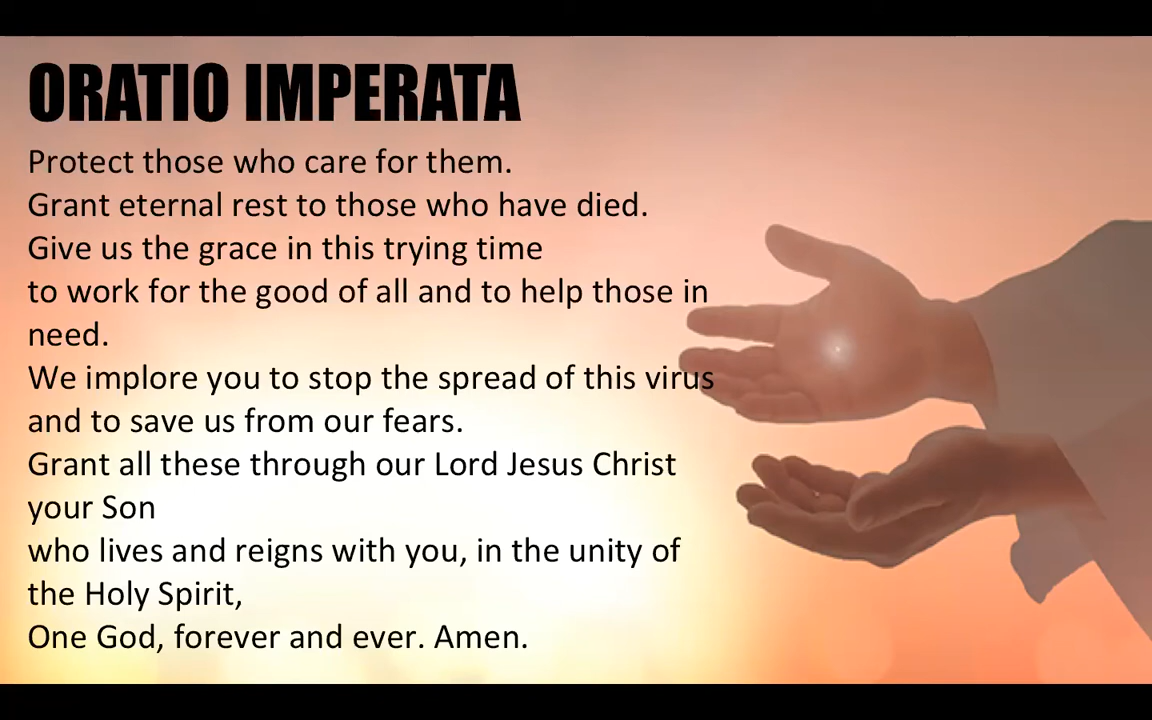 ORATIO IMPERATA
Protect those who care for them.
Grant eternal rest to those who have died.
Give us the grace in this trying time
to work for the good of all and to help those in
need.
We implore you to stop the spread of this virus
and to save us from our fears.
Grant all these through our Lord Jesus Christ
your Son
who lives and reigns with you, in the unity of
the Holy Spirit,
One God, forever and ever. Amen.